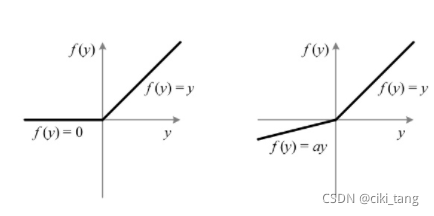 f(y)
f(y) = y
f(y) = 0
y
f(y)
f(y) = y
y
f(y) = ay
CSDN @ciki_tang